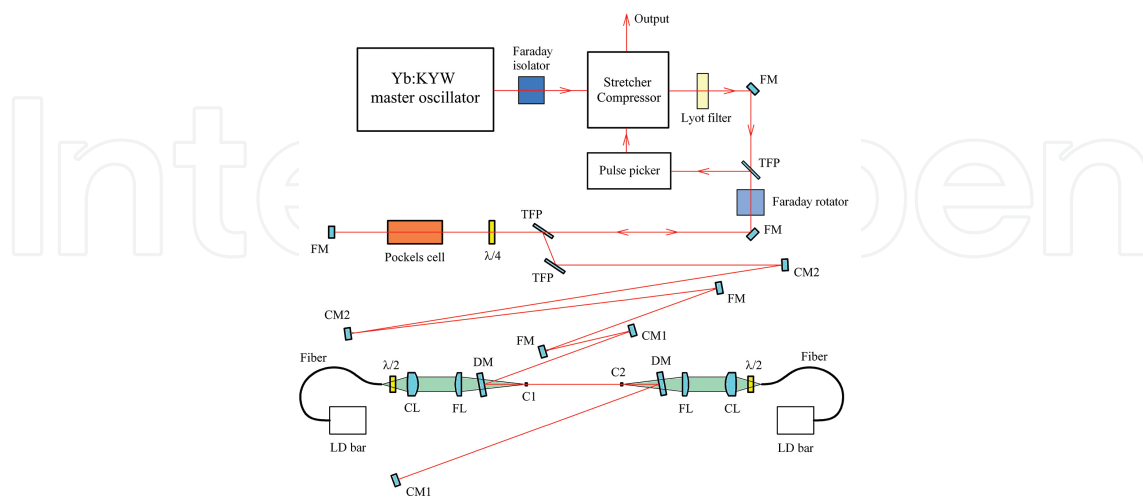 Output
Faraday
isolator
Yb:KYW
master oscillator
Stretcher
Compressor
FM
Lyot filter
TFP
Pulse picker
Faraday rotator
TFP
FM
FM
Pockels cell
λ/4
TFP
CM2
FM
CM2
CM1
FM
Fiber
λ/2
DM
DM
λ/2
Fiber
C1
C2
CL
FL
FL
CL
LD bar
LD bar
CM1
Inte
pen